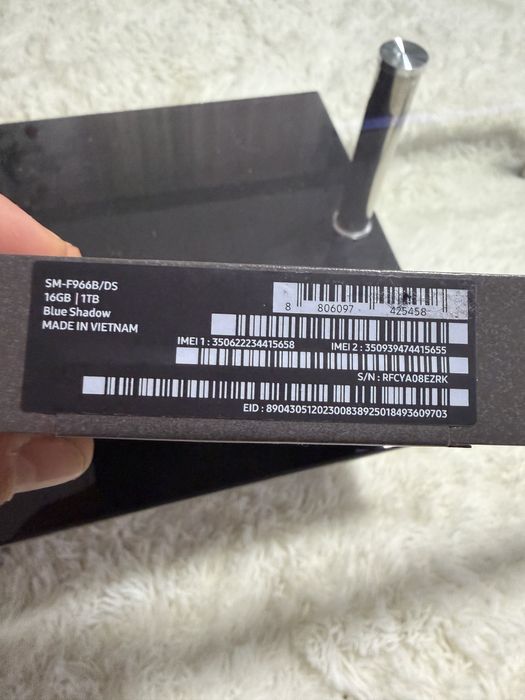 SM-F966B/DS
16GB | 1TB
Blue Shadow
MADE IN VIETNAM
8 806097 425458
IMEI 1 : 350622234415658
IMEI 2 : 350939474415655
S/N : RFCYA08EZRK
EID : 89043051202300838925018493609703